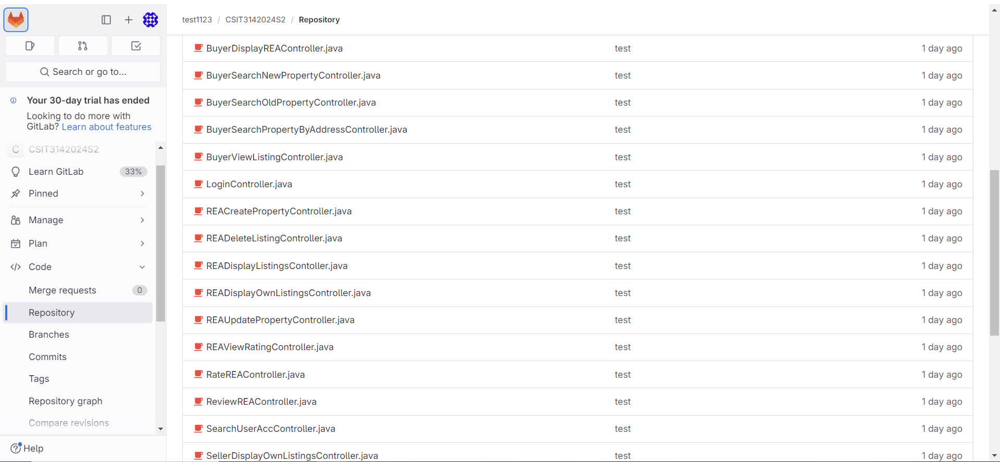 test1123 / CSIT3142024S2 / Repository
Search or go to...
Your 30-day trial has ended
Looking to do more with
GitLab? Learn about features
C CSIT3142024S2
Learn GitLab 33%
Pinned
Manage
Plan
Code
Merge requests 0
Repository
Branches
Commits
Tags
Repository graph
Compare revisions
Help
BuyerDisplayREAController.java test 1 day ago
BuyerSearchNewPropertyController.java test 1 day ago
BuyerSearchOldPropertyController.java test 1 day ago
BuyerSearchPropertyByAddressController.java test 1 day ago
BuyerViewListingController.java test 1 day ago
LoginController.java test 1 day ago
REACreatePropertyController.java test 1 day ago
READeleteListingController.java test 1 day ago
READisplayListingsContoller.java test 1 day ago
READisplayOwnListingsController.java test 1 day ago
REAUpdatePropertyController.java test 1 day ago
REAViewRatingController.java test 1 day ago
RateREAController.java test 1 day ago
ReviewREAController.java test 1 day ago
SearchUserAccController.java test 1 day ago
SellerDisplayOwnListingsController.java test 1 day ago